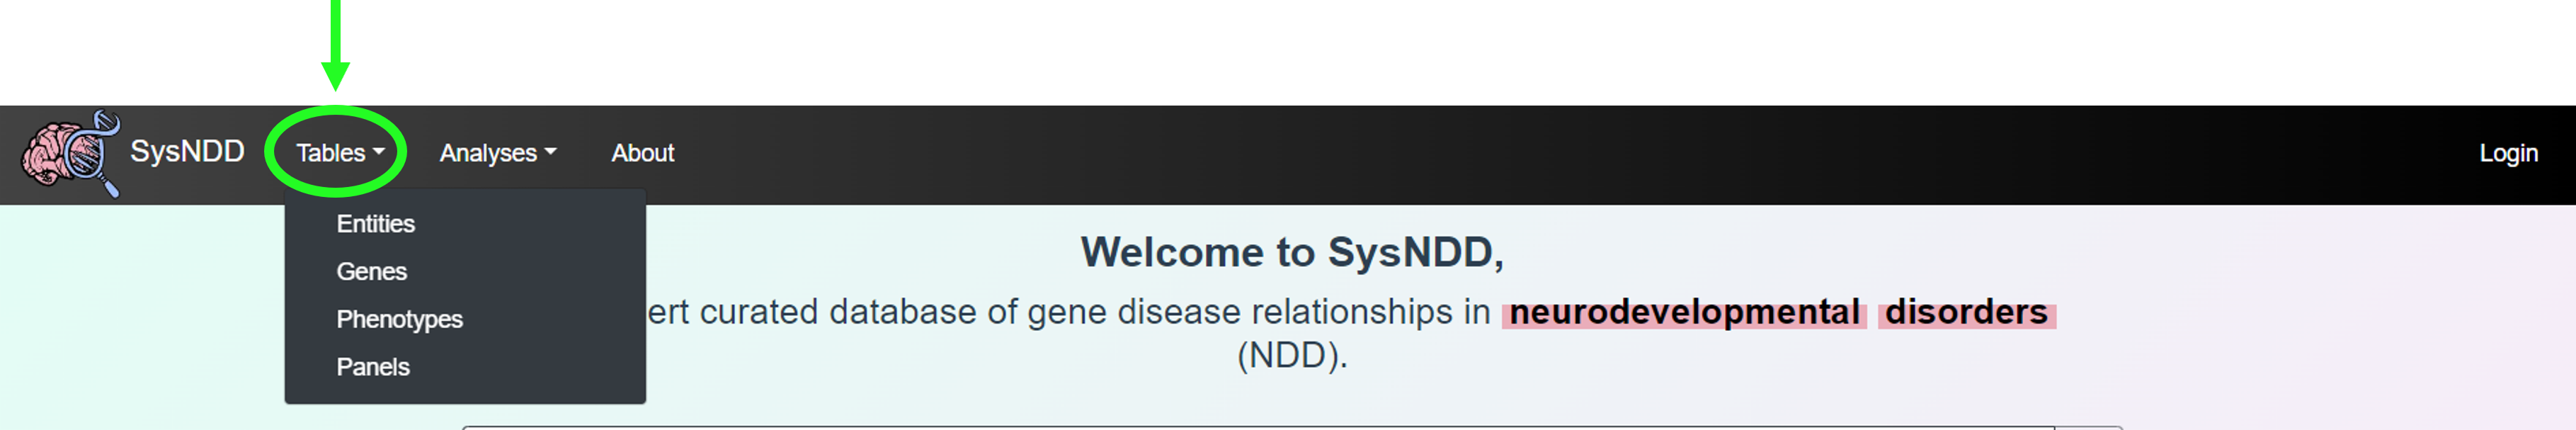 SysNDD Tables Analyses About Login
Entities
Genes
Phenotypes
Panels
Welcome to SysNDD,
curated database of gene disease relationships in neurodevelopmental disorders
(NDD).